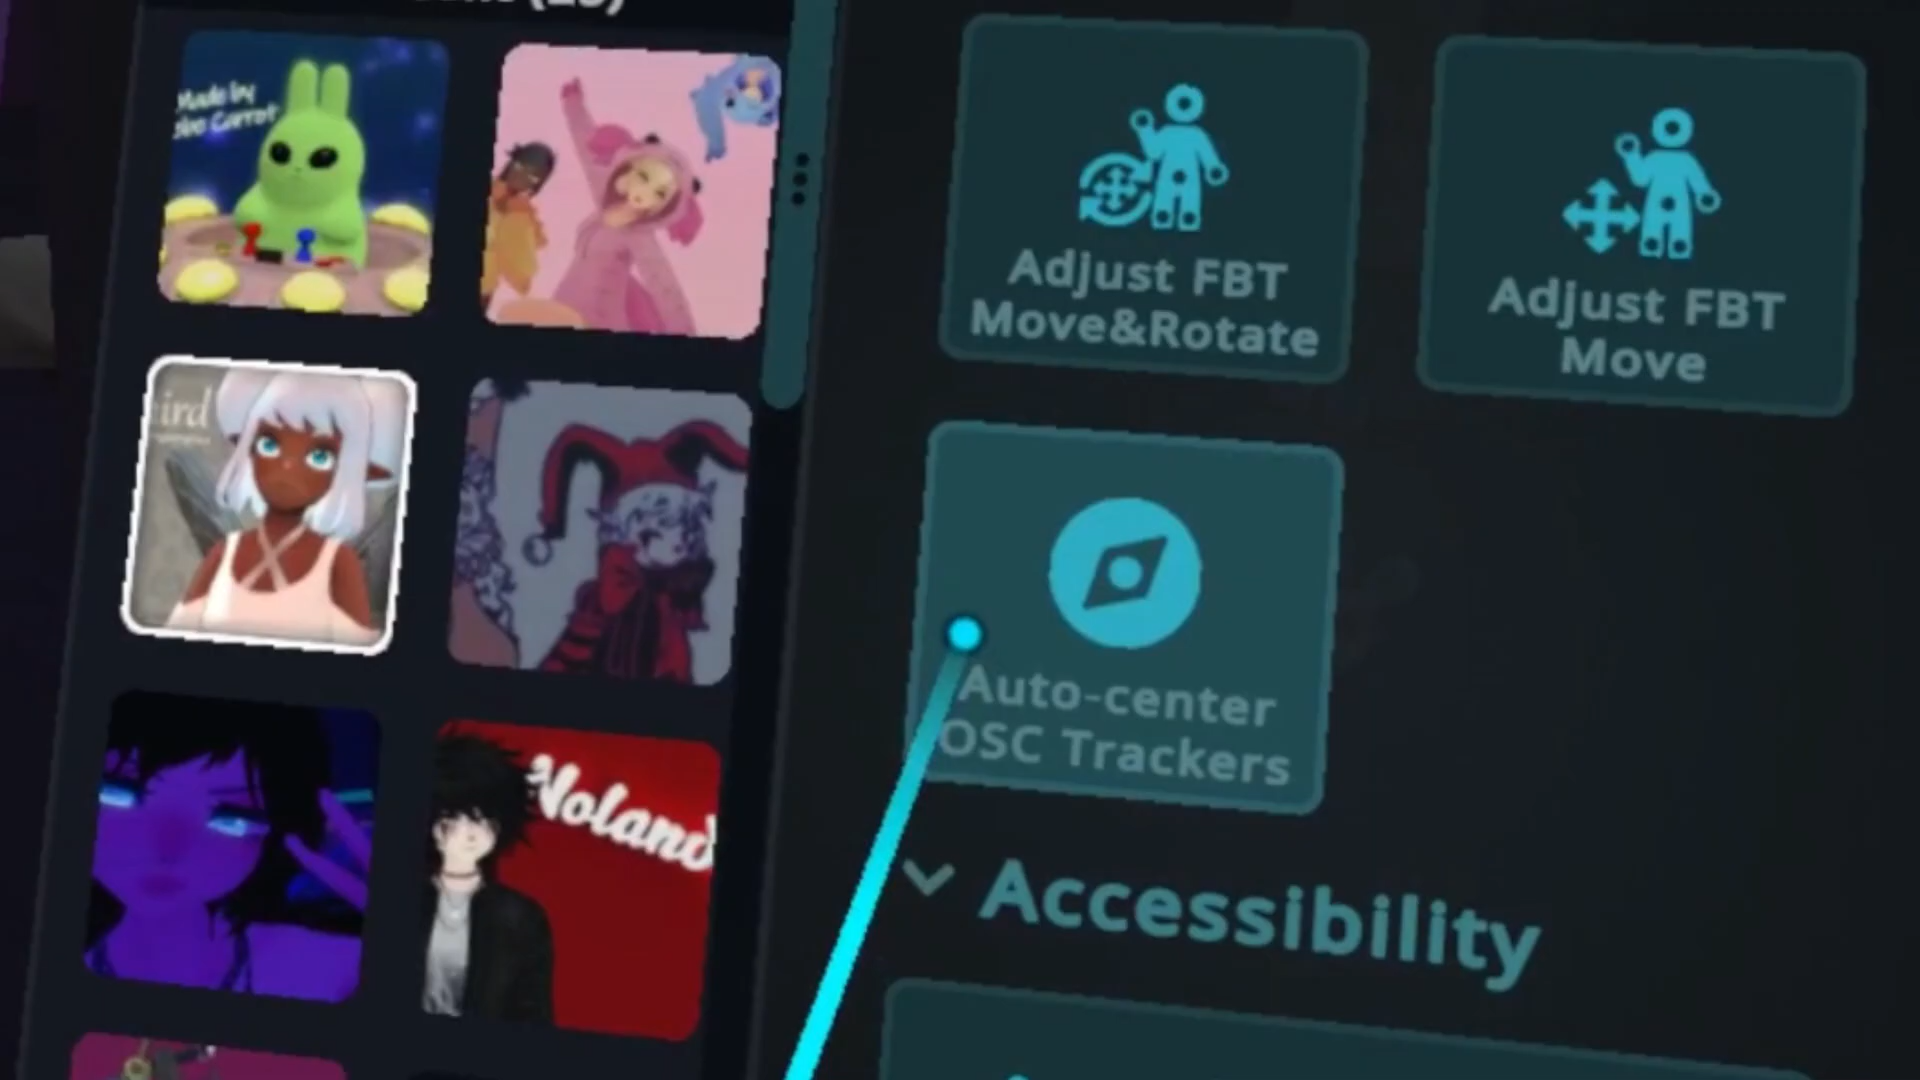 Made by
Carrot
Adjust FBT
Move&Rotate
Adjust FBT
Move
Auto-center
OSC Trackers
Noland
Accessibility